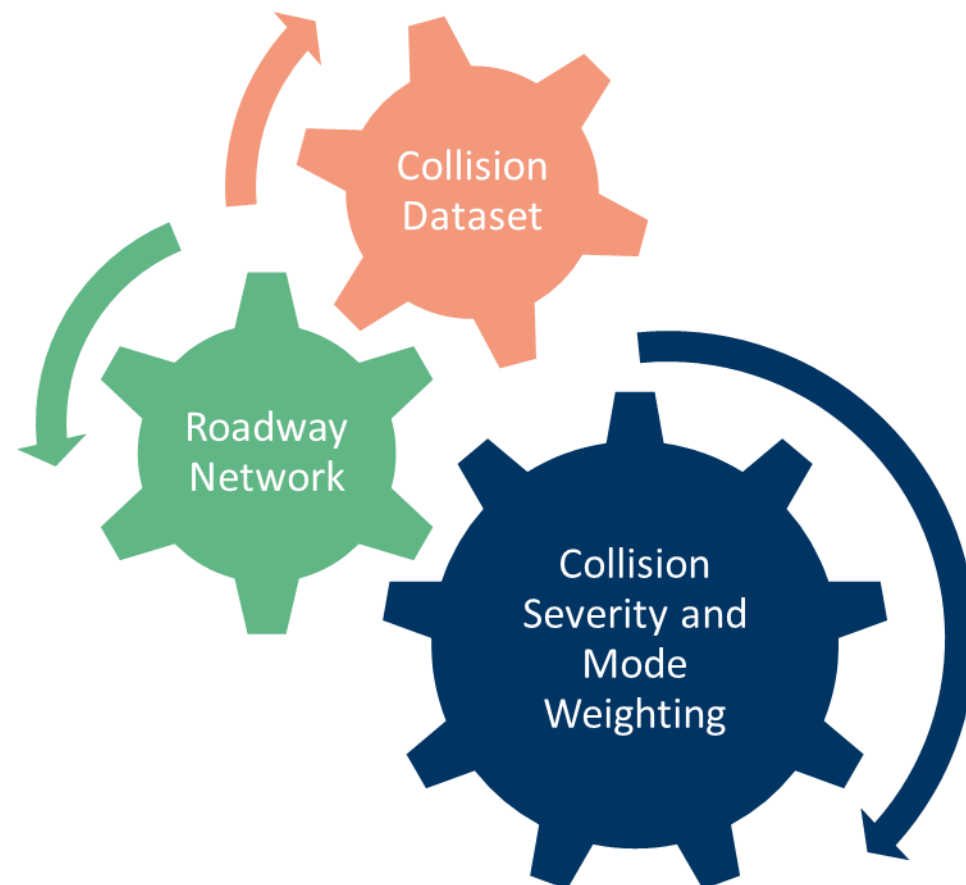 Collision
Dataset
Roadway
Network
Collision
Severity and
Mode
Weighting